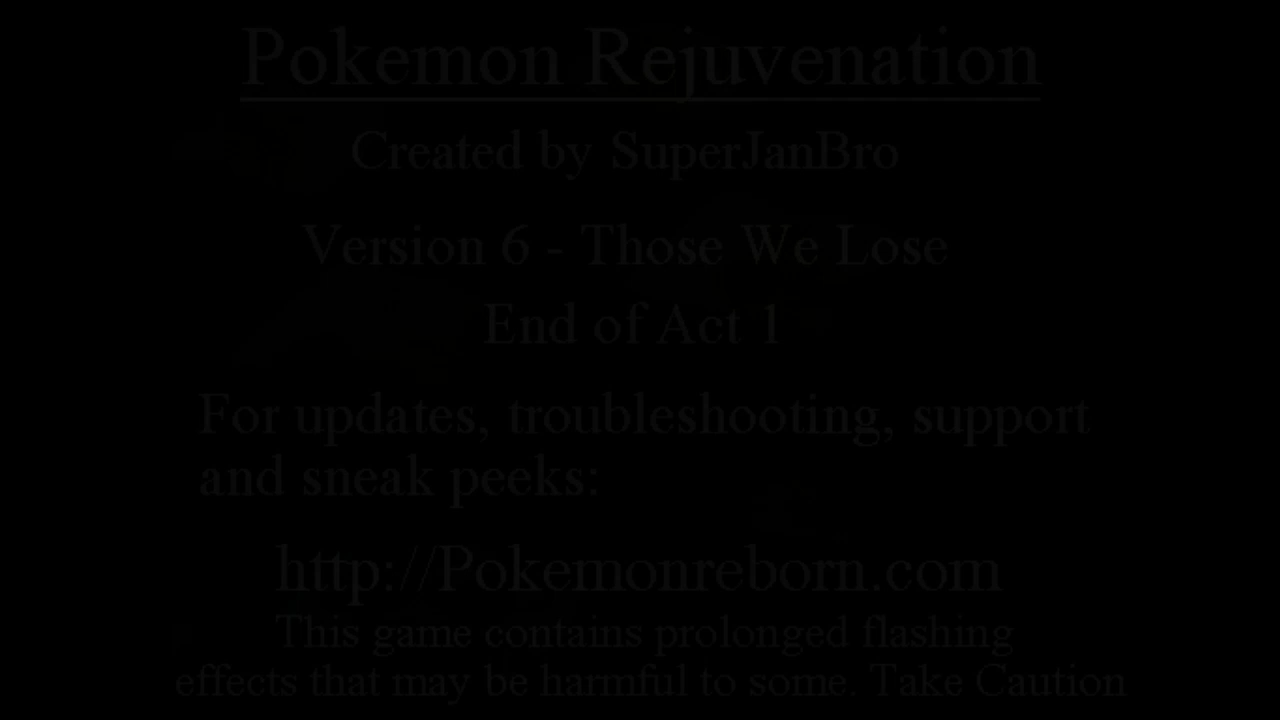 Pokemon Rejuvenation
Created by SuperJanBro
Version 6 - Those We Lose
End of Act 1
For updates, troubleshooting, support
and sneak peeks:
http://Pokemonreborn.com
This game contains prolonged flashing
effects that may be harmful to some. Take Caution